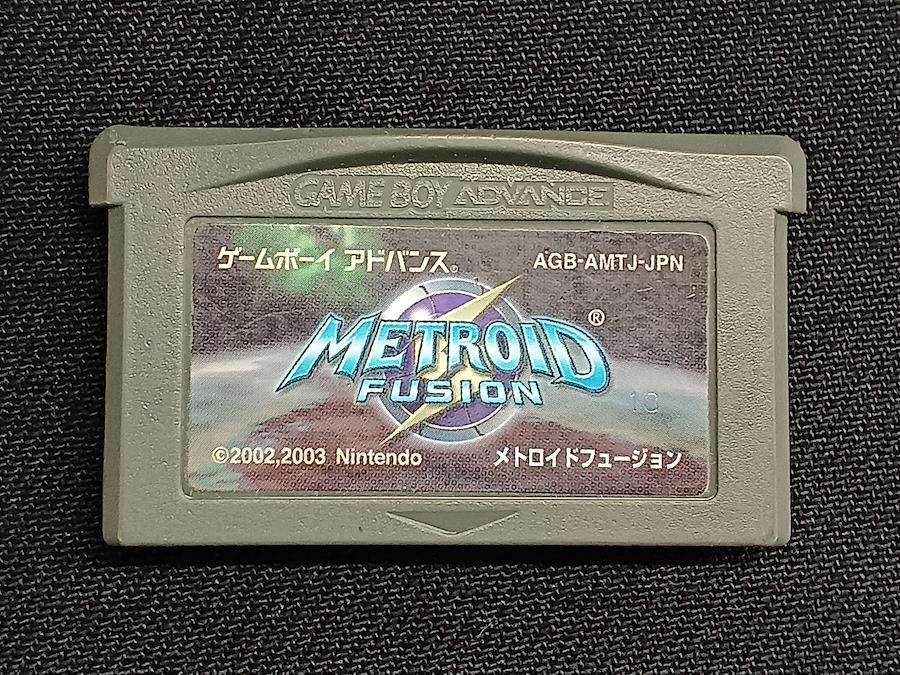 GAME BOY ADVANCE
ゲームボーイ アドバンス® AGB-AMTJ-JPN
METROID®
FUSION
10
©2002,2003 Nintendo メトロイドフュージョン